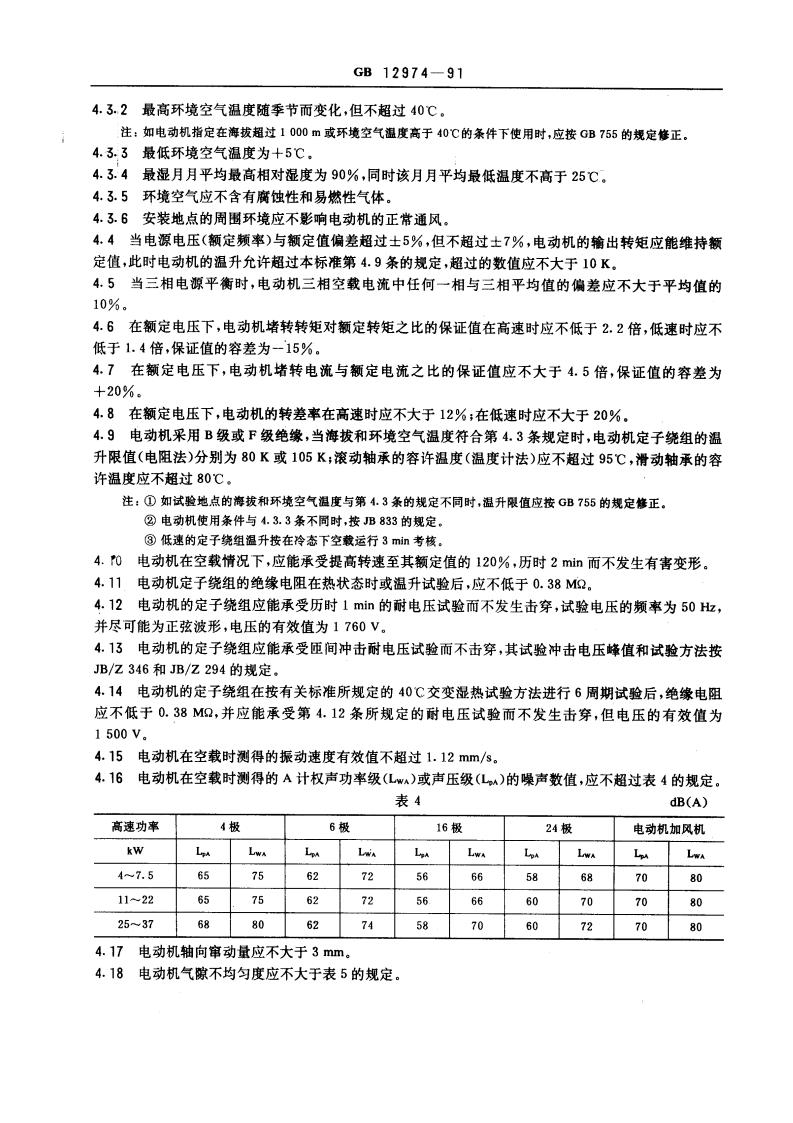 GB 12974—91
4.3.2 最高环境空气温度随季节而变化,但不超过 40℃。
注：如电动机指定在海拔超过 1 000 m 或环境空气温度高于 40℃的条件下使用时,应按 GB 755 的规定修正。
4.3.3 最低环境空气温度为+5℃。
4.3.4 最湿月月平均最高相对湿度为 90%,同时该月月平均最低温度不高于 25℃。
4.3.5 环境空气应不含有腐蚀性和易燃性气体。
4.3.6 安装地点的周围环境应不影响电动机的正常通风。
4.4 当电源电压(额定频率)与额定值偏差超过±5%,但不超过±7%,电动机的输出转矩应能维持额
定值,此时电动机的温升允许超过本标准第 4.9 条的规定,超过的数值应不大于 10 K。
4.5 当三相电源平衡时,电动机三相空载电流中任何一相与三相平均值的偏差应不大于平均值的
10%。
4.6 在额定电压下,电动机堵转转矩对额定转矩之比的保证值在高速时应不低于 2.2 倍,低速时应不
低于 1.4 倍,保证值的容差为-15%。
4.7 在额定电压下,电动机堵转电流与额定电流之比的保证值应不大于 4.5 倍,保证值的容差为
+20%。
4.8 在额定电压下,电动机的转差率在高速时应不大于 12%;在低速时应不大于 20%。
4.9 电动机采用 B 级或 F 级绝缘,当海拔和环境空气温度符合第 4.3 条规定时,电动机定子绕组的温
升限值(电阻法)分别为 80 K 或 105 K;滚动轴承的容许温度(温度计法)应不超过 95℃,滑动轴承的容
许温度应不超过 80℃。
注：① 如试验地点的海拔和环境空气温度与第 4.3 条的规定不同时,温升限值应按 GB 755 的规定修正。
② 电动机使用条件与 4.3.3 条不同时,按 JB 833 的规定。
③ 低速的定子绕组温升按在冷态下空载运行 3 min 考核。
4.10 电动机在空载情况下,应能承受提高转速至其额定值的 120%,历时 2 min 而不发生有害变形。
4.11 电动机定子绕组的绝缘电阻在热状态时或温升试验后,应不低于 0.38 MΩ。
4.12 电动机的定子绕组应能承受历时 1 min 的耐电压试验而不发生击穿,试验电压的频率为 50 Hz,
并尽可能为正弦波形,电压的有效值为 1 760 V。
4.13 电动机的定子绕组应能承受匝间冲击耐电压试验而不击穿,其试验冲击电压峰值和试验方法按
JB/Z 346 和 JB/Z 294 的规定。
4.14 电动机的定子绕组在按有关标准所规定的 40℃交变湿热试验方法进行 6 周期试验后,绝缘电阻
应不低于 0.38 MΩ,并应能承受第 4.12 条所规定的耐电压试验而不发生击穿,但电压的有效值为
1 500 V。
4.15 电动机在空载时测得的振动速度有效值不超过 1.12 mm/s。
4.16 电动机在空载时测得的 A 计权声功率级(LwA)或声压级(LpA)的噪声数值,应不超过表 4 的规定。
表 4 dB(A)
高速功率 4 极 6 极 16 极 24 极 电动机加风机
kW LpA LwA LpA LwA LpA LwA LpA LwA LpA LwA
4~7.5 65 75 62 72 56 66 58 68 70 80
11~22 65 75 62 72 56 66 60 70 70 80
25~37 68 80 62 74 58 70 60 72 70 80
4.17 电动机轴向窜动量应不大于 3 mm。
4.18 电动机气隙不均匀度应不大于表 5 的规定。